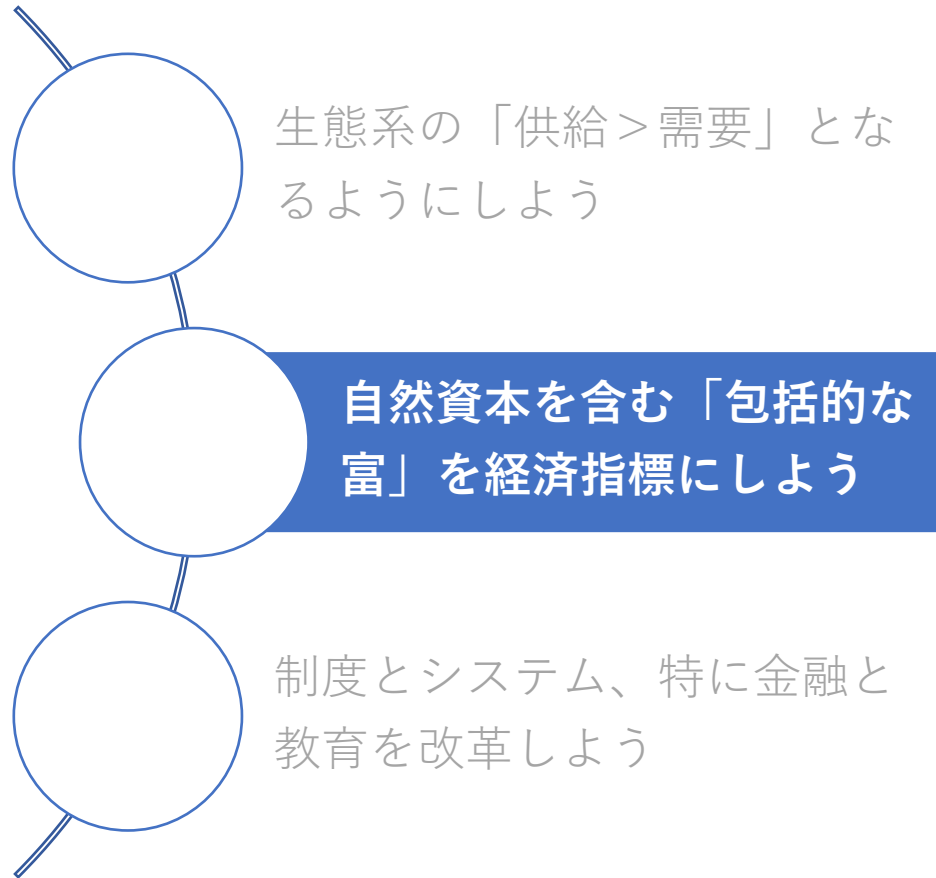 生態系の「供給＞需要」とな
るようにしよう
自然資本を含む「包括的な
富」を経済指標にしよう
制度とシステム、特に金融と
教育を改革しよう